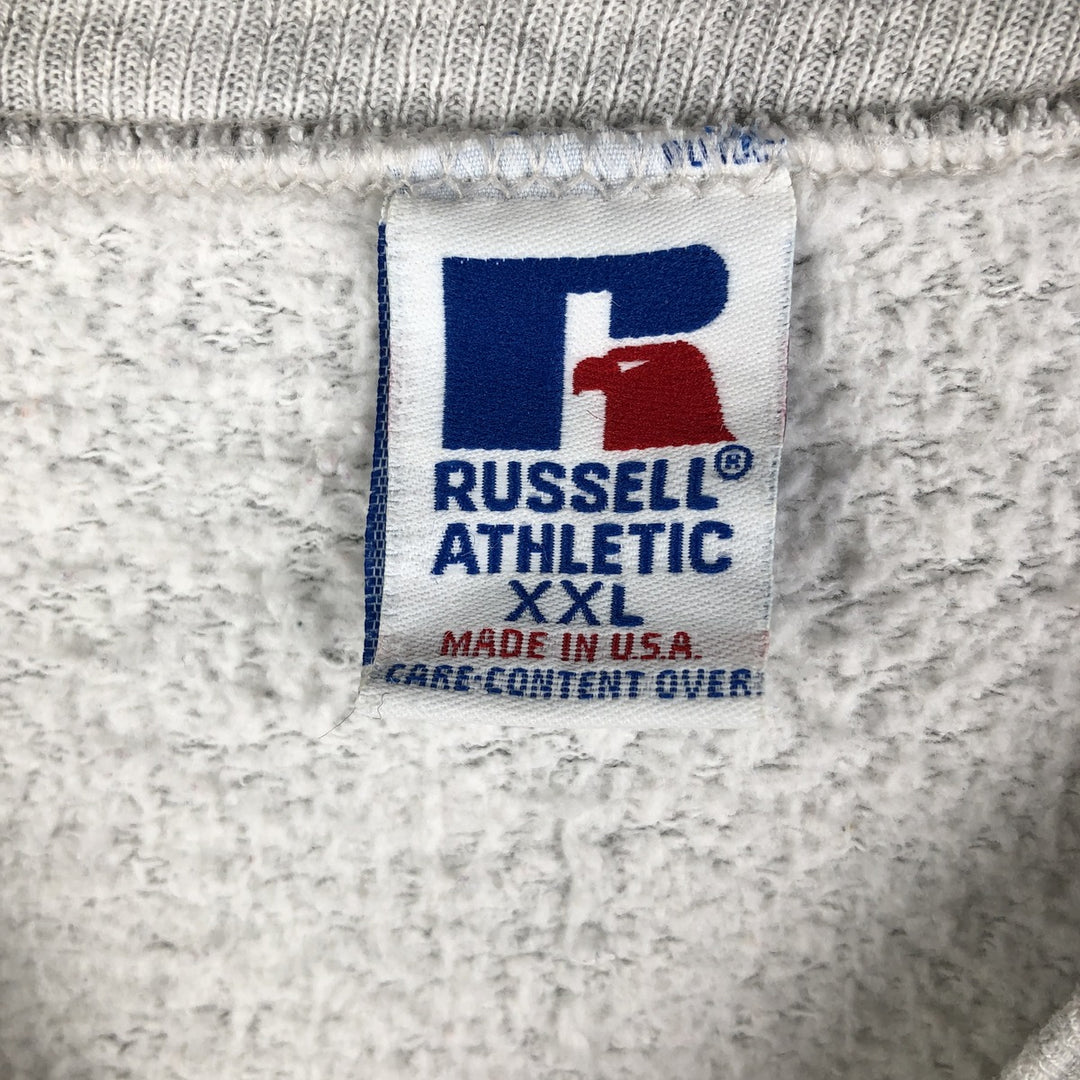 RUSSELL®
ATHLETIC
XXL
MADE IN U.S.A.
CARE-CONTENT OVER